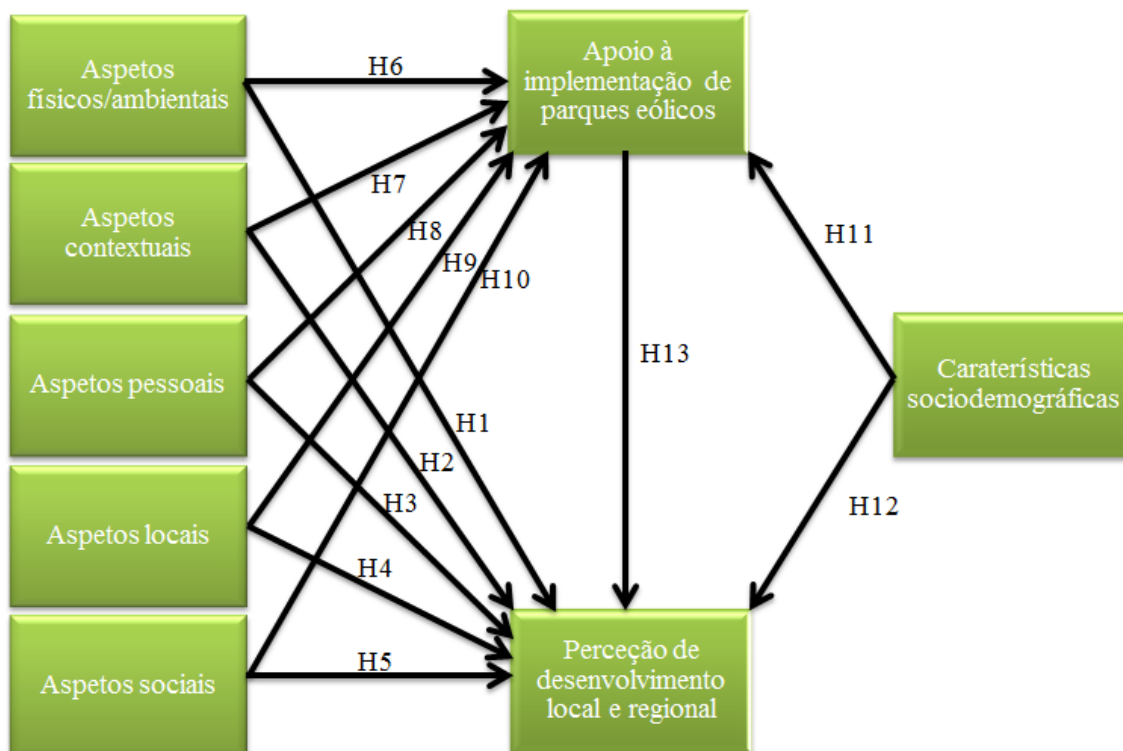 Aspetos
físicos/ambientais
Apoio à
implementação de
parques eólicos
H6
Aspetos
contextuais
H7
H8
H9
H10
H11
Aspetos pessoais
H13
Caraterísticas
sociodemográficas
H1
H2
H3
Aspetos locais
H4
H12
Aspetos sociais
H5
Perceção de
desenvolvimento
local e regional